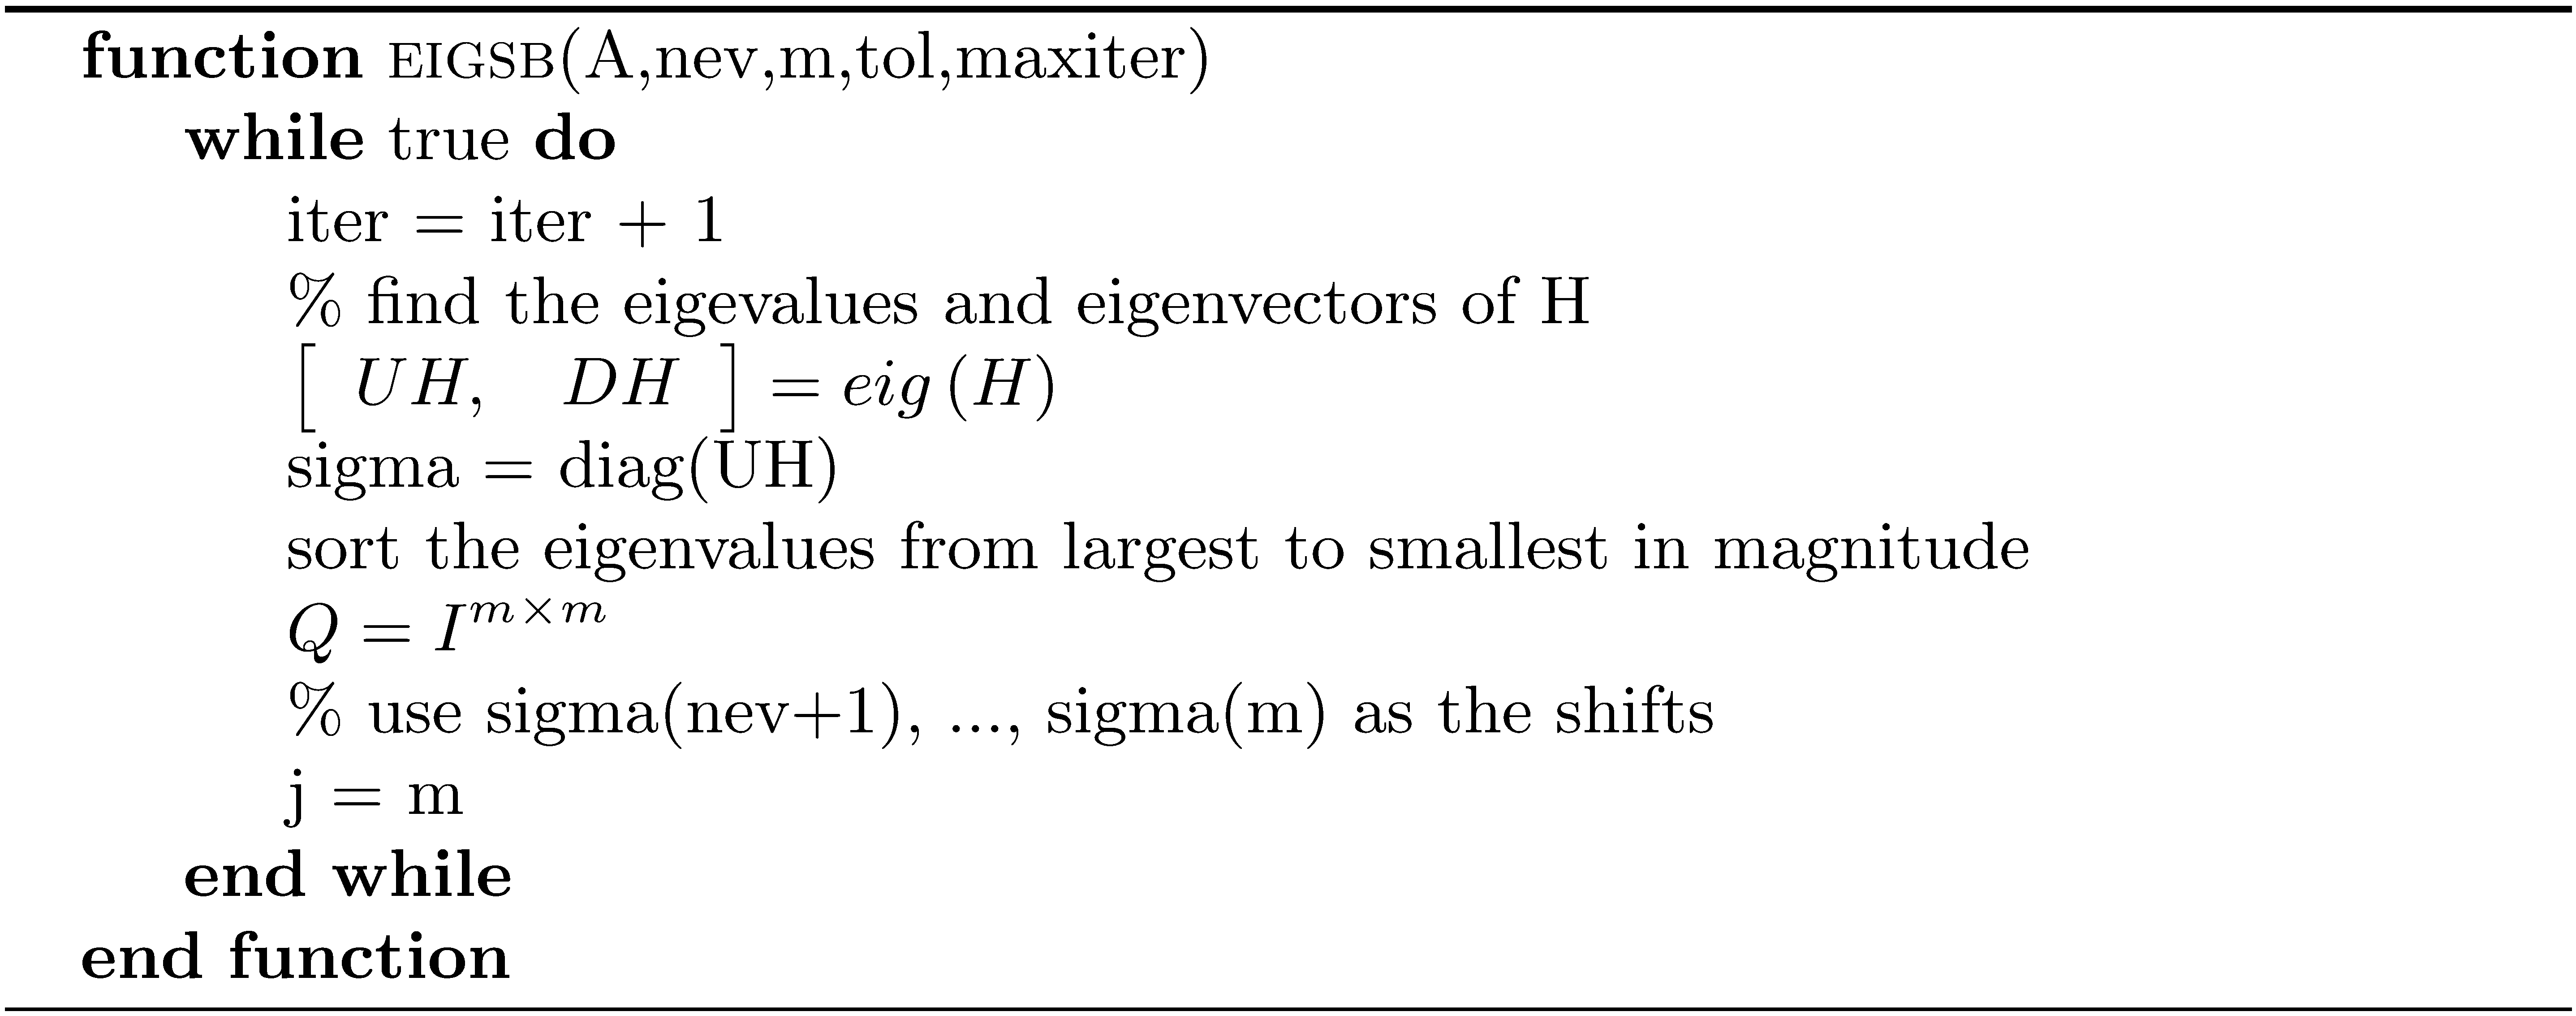 function EIGSB(A,nev,m,tol,maxiter)
while true do
iter = iter + 1
% find the eigevalues and eigenvectors of H
[ UH, DH ] = eig (H)
sigma = diag(UH)
sort the eigenvalues from largest to smallest in magnitude
Q = I^{m×m}
% use sigma(nev+1), ..., sigma(m) as the shifts
j = m
end while
end function